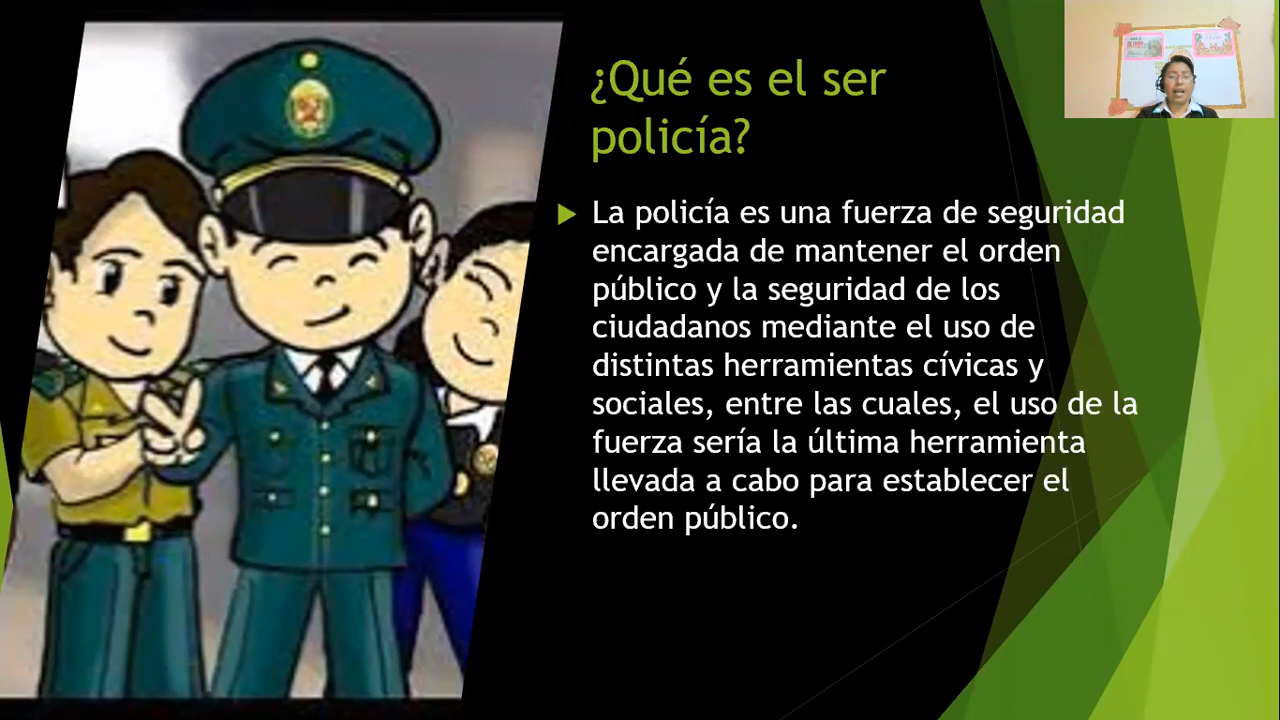 ¿Qué es el ser
policía?
La policía es una fuerza de seguridad
encargada de mantener el orden
público y la seguridad de los
ciudadanos mediante el uso de
distintas herramientas cívicas y
sociales, entre las cuales, el uso de la
fuerza sería la última herramienta
llevada a cabo para establecer el
orden público.